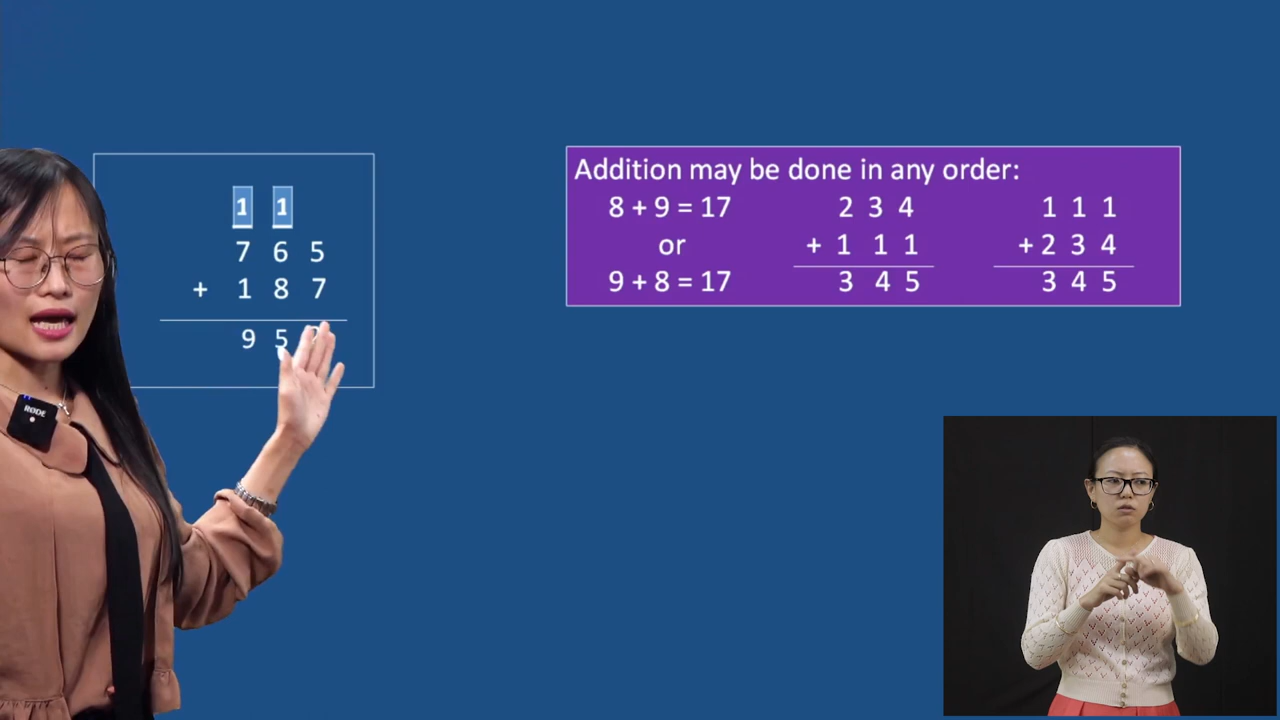 1 1
7 6 5
+ 1 8 7
9 5
Addition may be done in any order:
8 + 9 = 17
or
9 + 8 = 17
2 3 4
+ 1 1 1
3 4 5
1 1 1
+ 2 3 4
3 4 5
RØDE